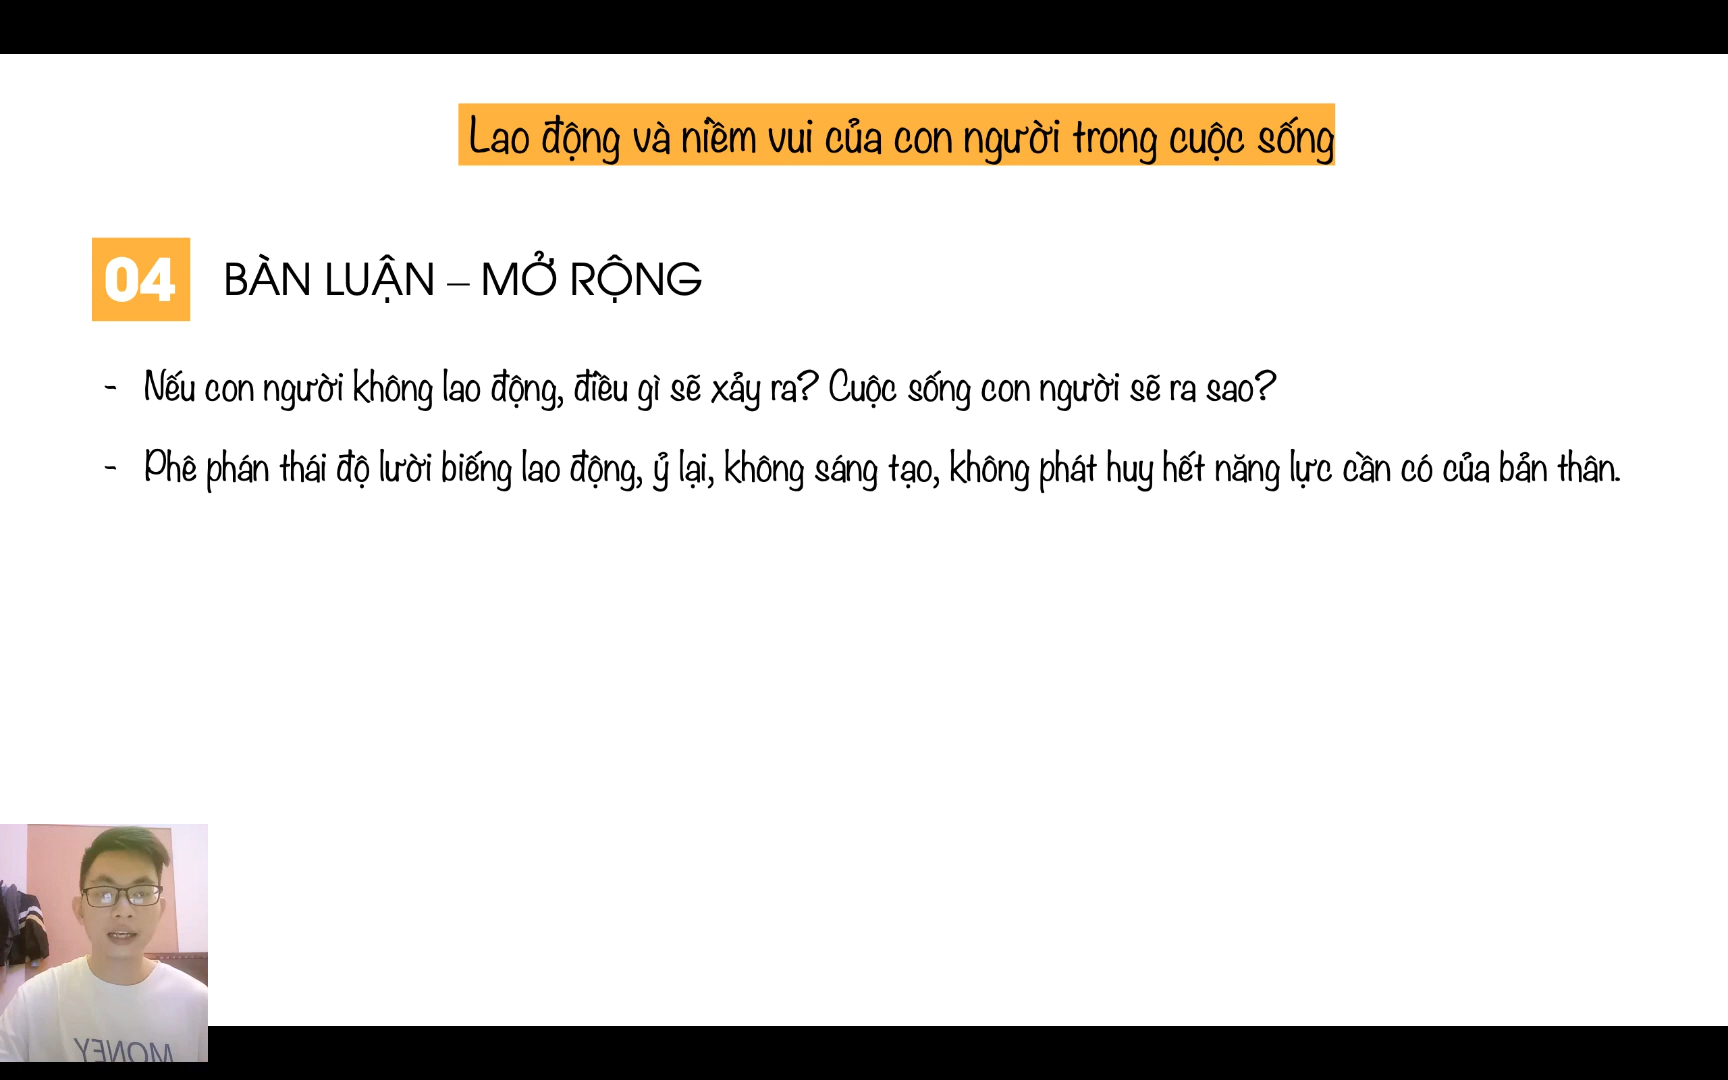 Lao động và niềm vui của con người trong cuộc sống
04 BÀN LUẬN – MỞ RỘNG
- Nếu con người không lao động, điều gì sẽ xảy ra? Cuộc sống con người sẽ ra sao?
- Phê phán thái độ lười biếng lao động, ỷ lại, không sáng tạo, không phát huy hết năng lực cần có của bản thân.
MONEY